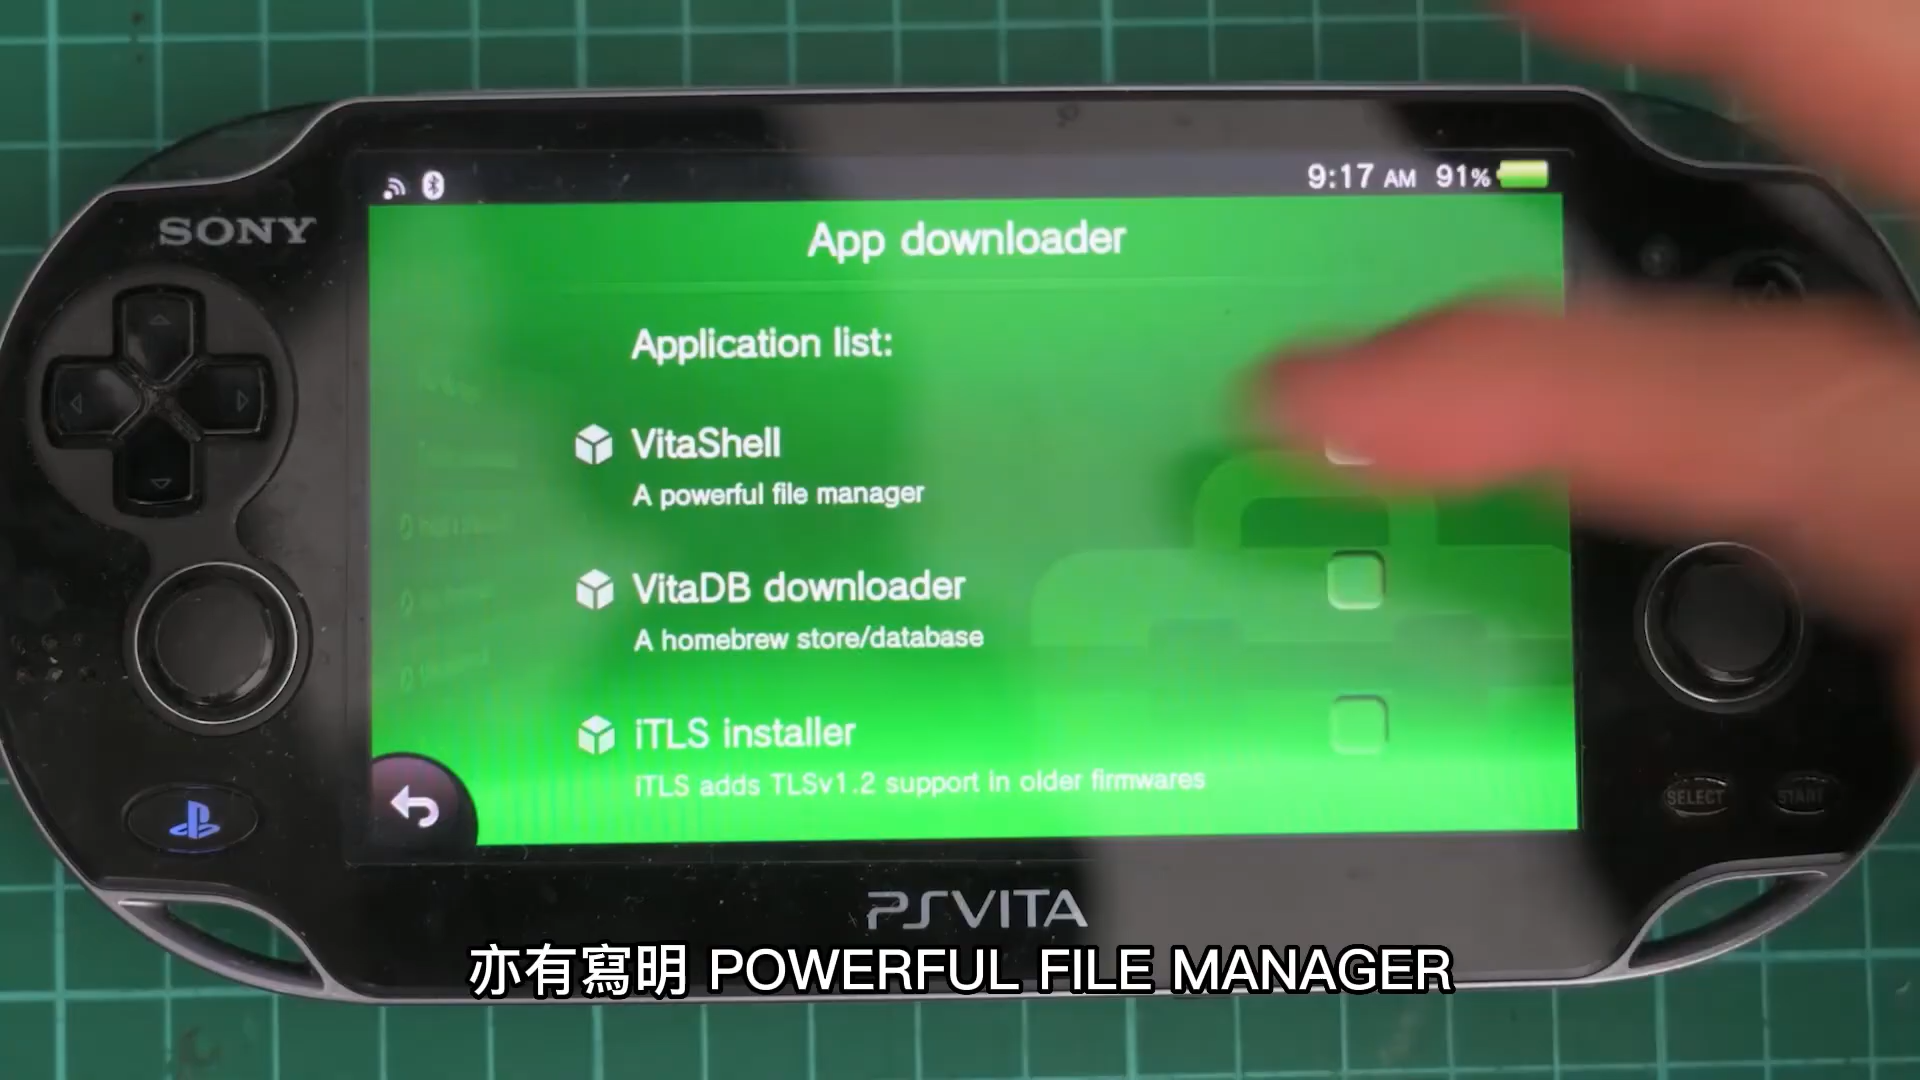 9:17 AM 91%
SONY
App downloader
Application list:
VitaShell
A powerful file manager
VitaDB downloader
A homebrew store/database
iTLS installer
iTLS adds TLSv1.2 support in older firmwares
SELECT START
PSVITA
亦有寫明 POWERFUL FILE MANAGER